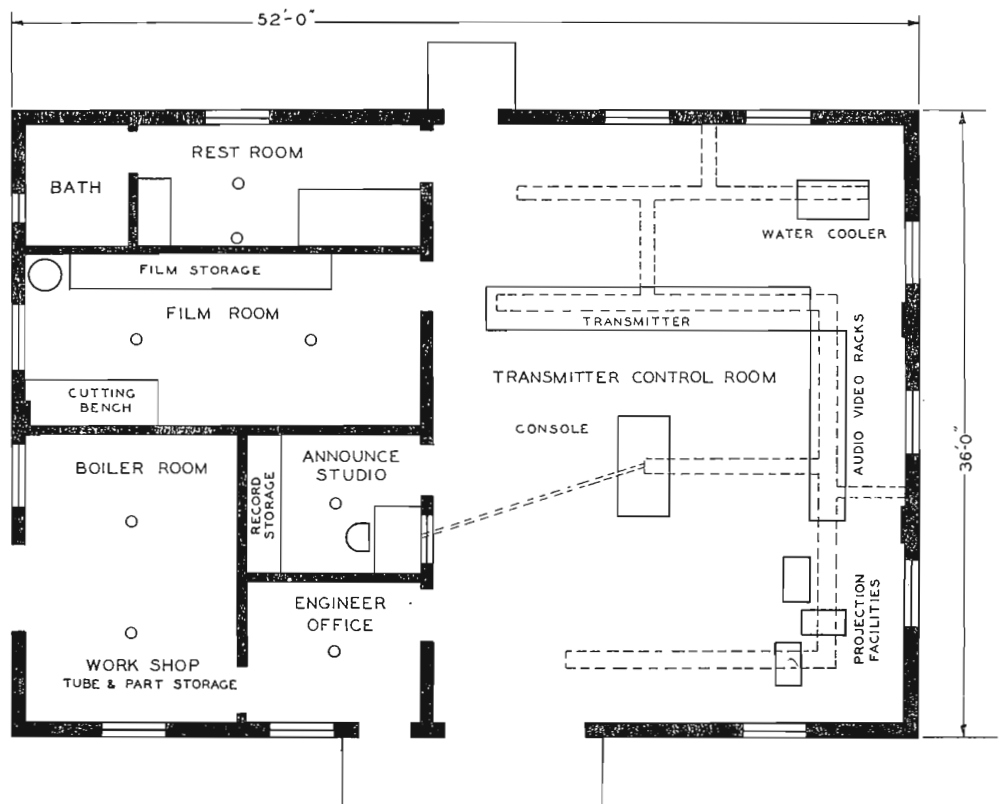 52'-0"
REST ROOM
BATH
WATER COOLER
FILM STORAGE
FILM ROOM
TRANSMITTER
CUTTING
BENCH
TRANSMITTER CONTROL ROOM
AUDIO VIDEO RACKS
CONSOLE
36'-0"
BOILER ROOM
ANNOUNCE
STUDIO
RECORD
STORAGE
ENGINEER
OFFICE
PROJECTION
FACILITIES
WORK SHOP
TUBE & PART STORAGE